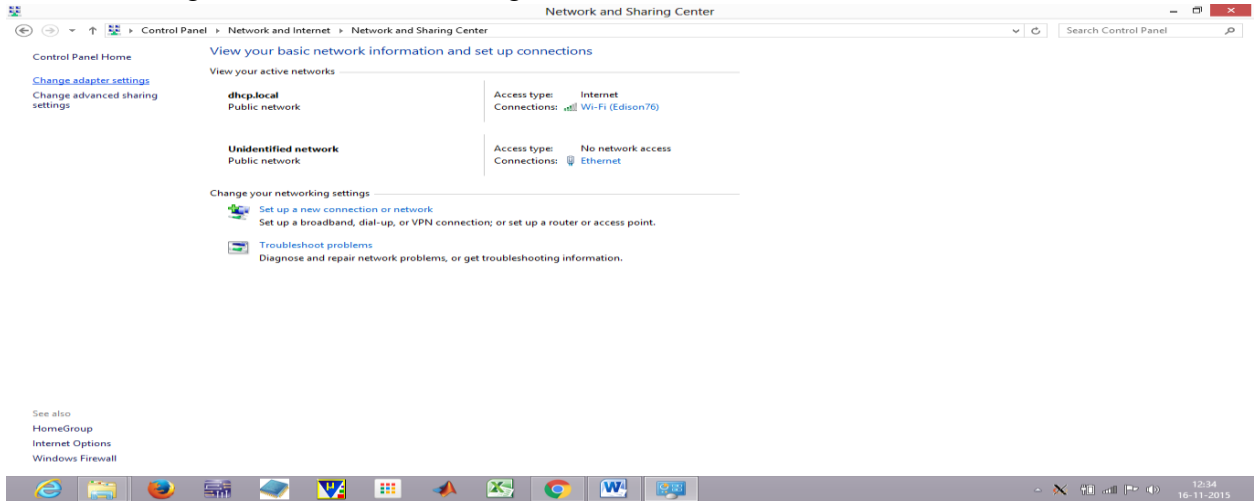 Network and Sharing Center
Control Panel ▸ Network and Internet ▸ Network and Sharing Center
Search Control Panel
Control Panel Home
Change adapter settings
Change advanced sharing
settings
View your basic network information and set up connections
View your active networks
dhcp.local
Public network
Access type: Internet
Connections: Wi-Fi (Edison76)
Unidentified network
Public network
Access type: No network access
Connections: Ethernet
Change your networking settings
Set up a new connection or network
Set up a broadband, dial-up, or VPN connection; or set up a router or access point.
Troubleshoot problems
Diagnose and repair network problems, or get troubleshooting information.
See also
HomeGroup
Internet Options
Windows Firewall
12:34
16-11-2015